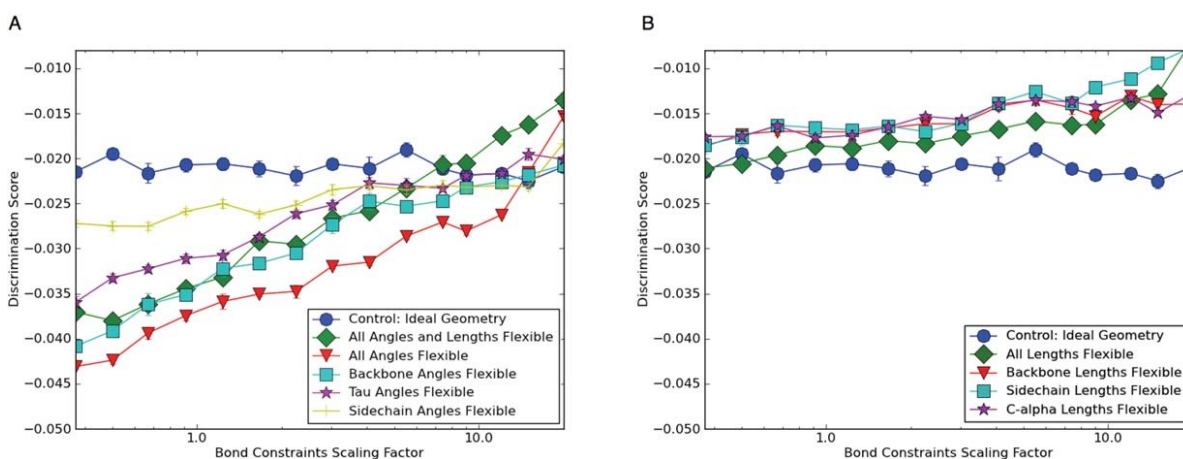 A
B
Discrimination Score
−0.010
−0.015
−0.020
−0.025
−0.030
−0.035
−0.040
−0.045
−0.050
1.0
10.0
Bond Constraints Scaling Factor
Control: Ideal Geometry
All Angles and Lengths Flexible
All Angles Flexible
Backbone Angles Flexible
Tau Angles Flexible
Sidechain Angles Flexible
Discrimination Score
−0.010
−0.015
−0.020
−0.025
−0.030
−0.035
−0.040
−0.045
−0.050
1.0
10.0
Bond Constraints Scaling Factor
Control: Ideal Geometry
All Lengths Flexible
Backbone Lengths Flexible
Sidechain Lengths Flexible
C-alpha Lengths Flexible